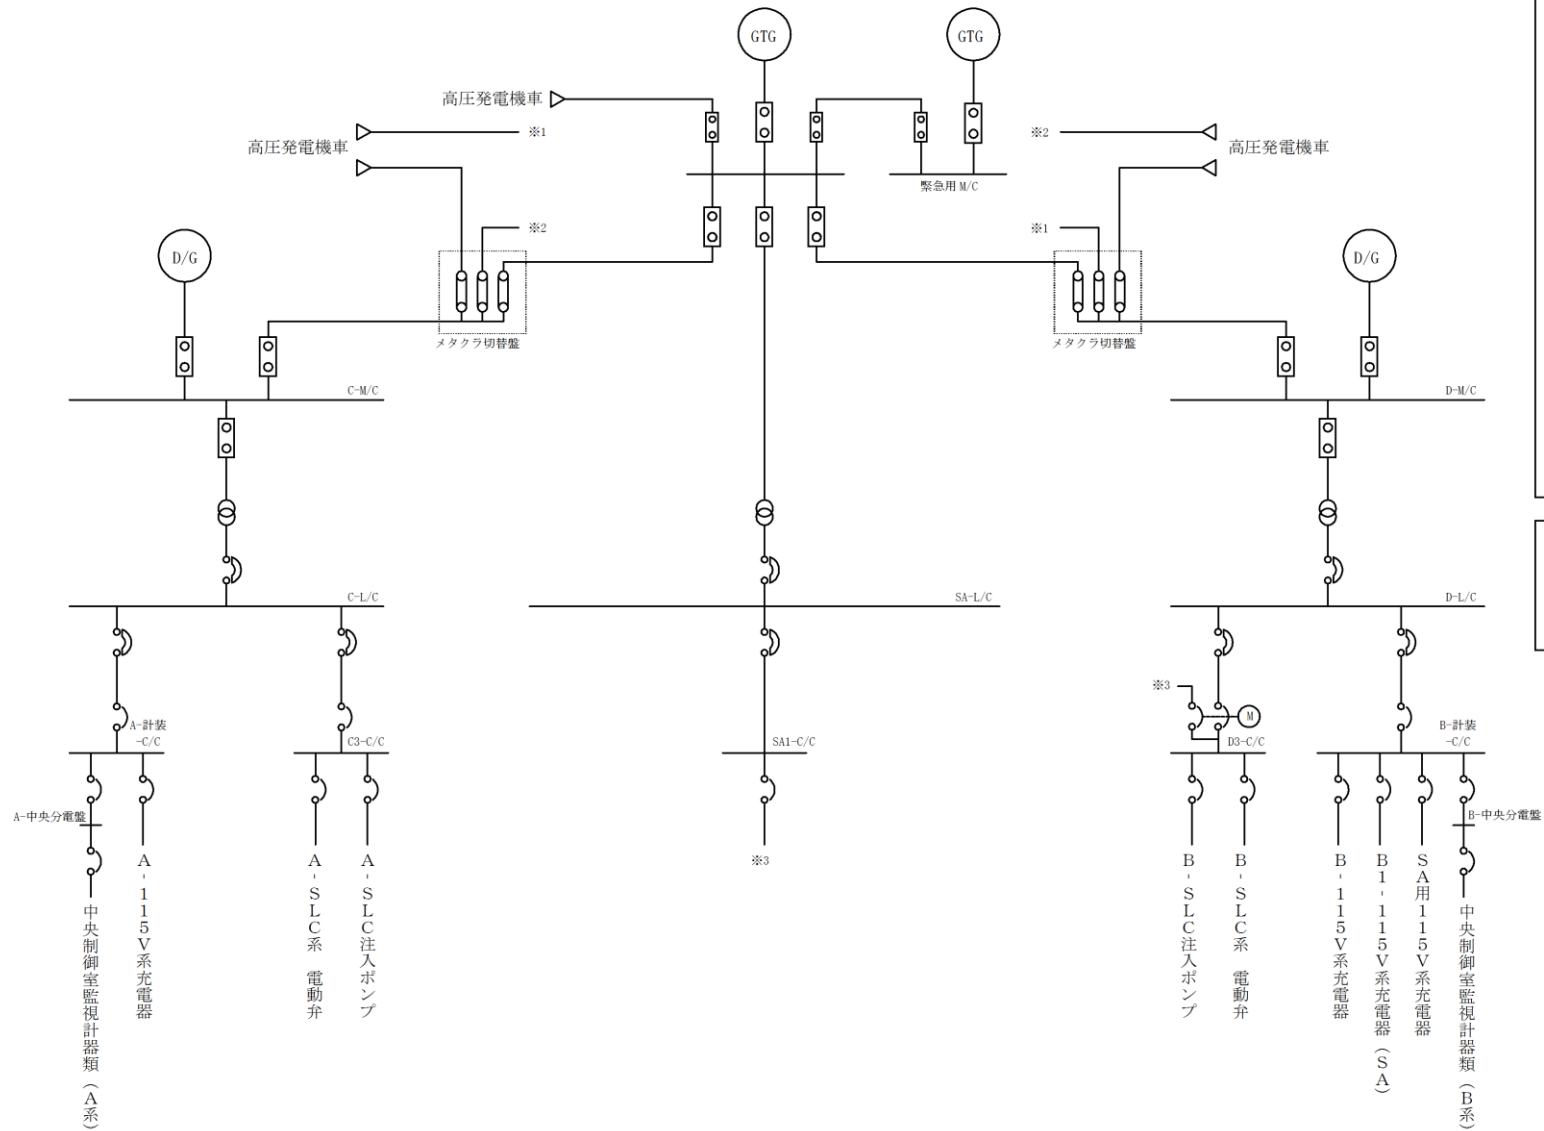 GTG
GTG
高圧発電機車
※1
高圧発電機車
※2
高圧発電機車
緊急用 M/C
※2
※1
D/G
D/G
メタクラ切替盤
メタクラ切替盤
C-M/C
D-M/C
C-L/C
SA-L/C
D-L/C
※3
M
A-計装
-C/C
C3-C/C
SA1-C/C
D3-C/C
B-計装
-C/C
A-中央分電盤
B-中央分電盤
※3
中央制御室監視計器類(A系)
A-115V系充電器
A-SLC系 電動弁
A-SLC注入ポンプ
B-SLC注入ポンプ
B-SLC系 電動弁
B-115V系充電器
B1-115V系充電器(SA)
SA用115V系充電器
中央制御室監視計器類(B系)